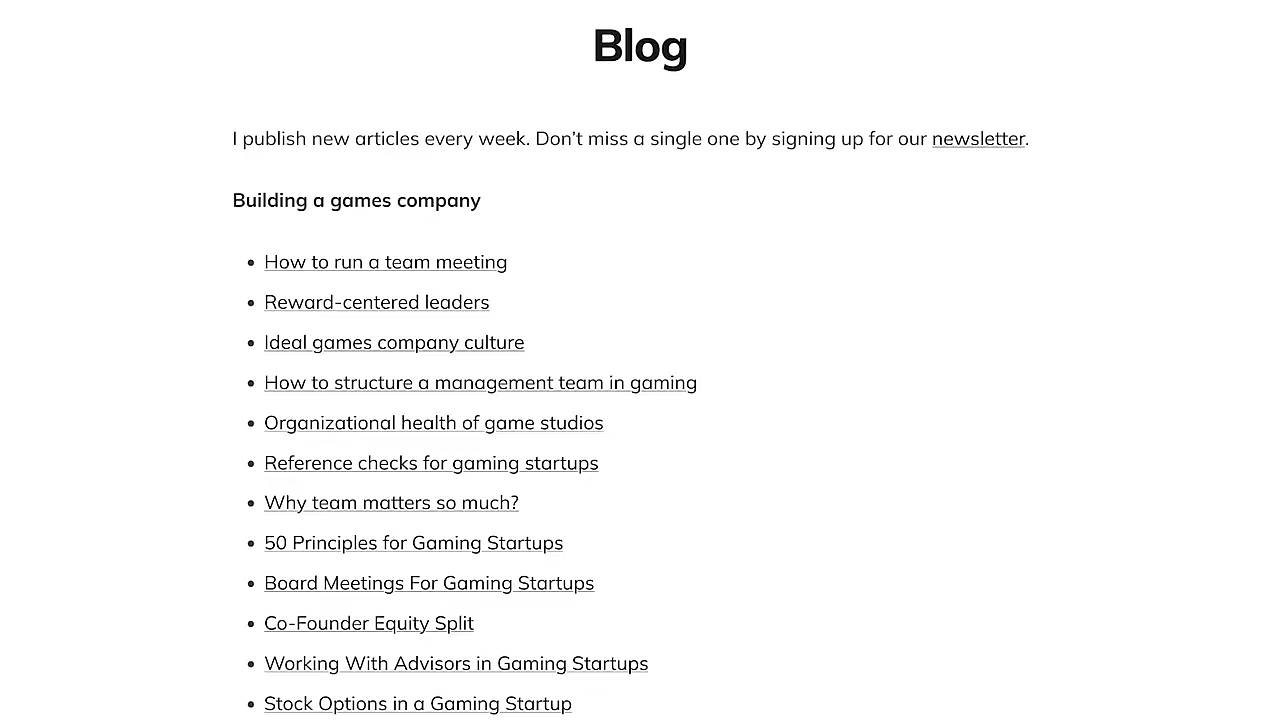 Blog
I publish new articles every week. Don’t miss a single one by signing up for our newsletter.
Building a games company
• How to run a team meeting
• Reward-centered leaders
• Ideal games company culture
• How to structure a management team in gaming
• Organizational health of game studios
• Reference checks for gaming startups
• Why team matters so much?
• 50 Principles for Gaming Startups
• Board Meetings For Gaming Startups
• Co-Founder Equity Split
• Working With Advisors in Gaming Startups
• Stock Options in a Gaming Startup